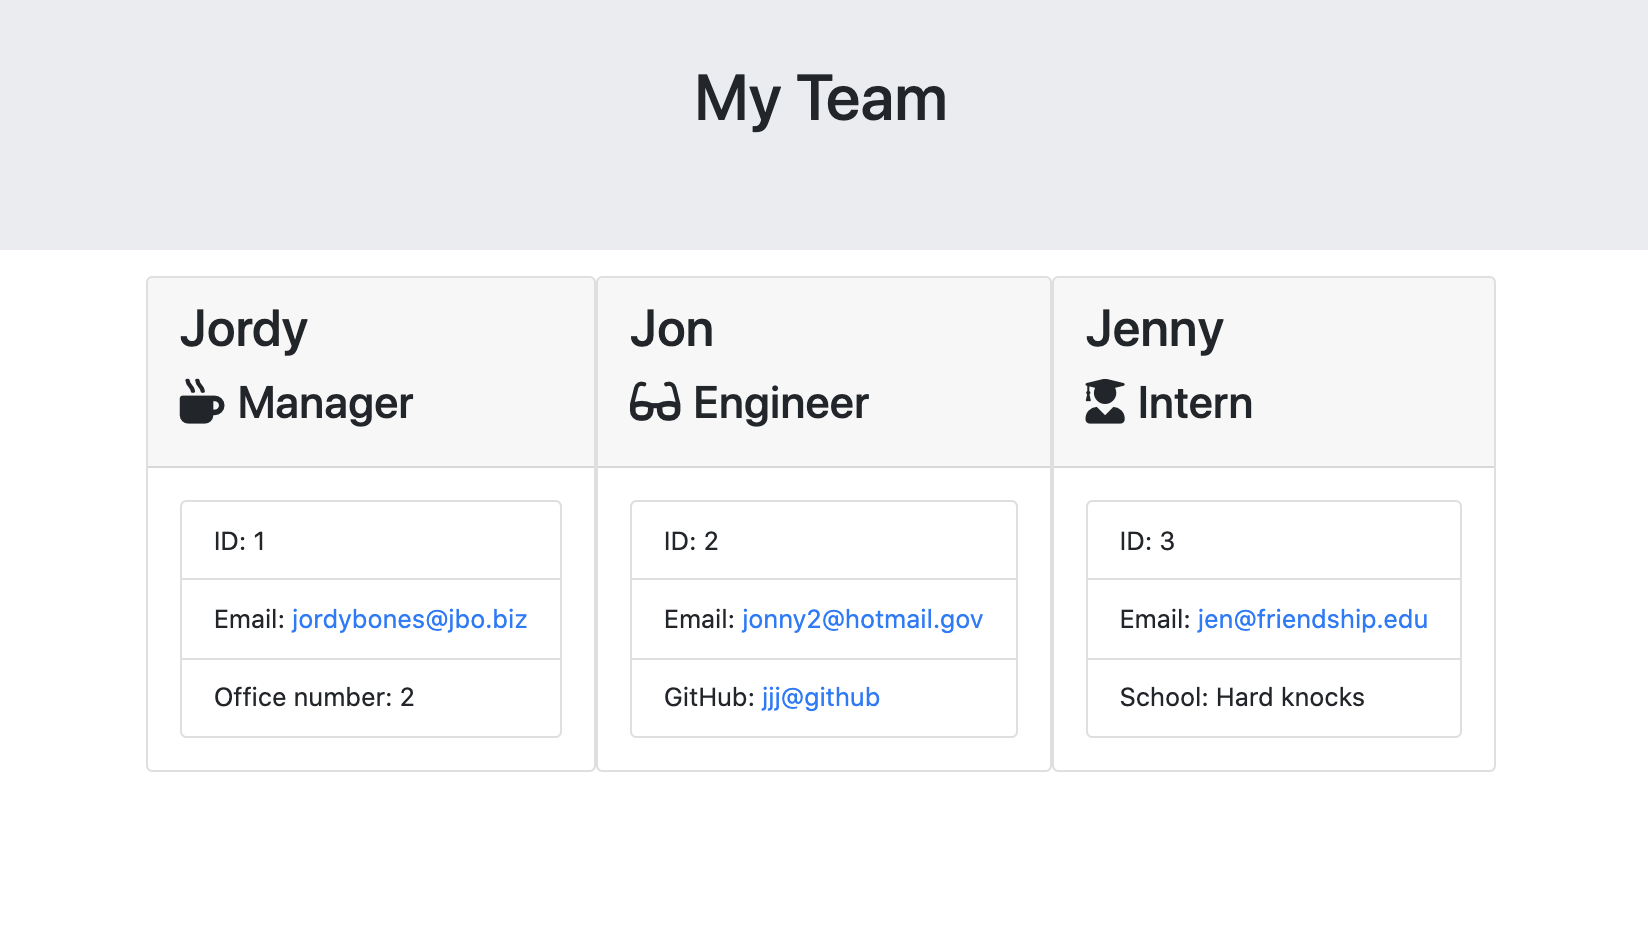 My Team
Jordy
Manager
ID: 1
Email: jordybones@jbo.biz
Office number: 2
Jon
Engineer
ID: 2
Email: jonny2@hotmail.gov
GitHub: jjj@github
Jenny
Intern
ID: 3
Email: jen@friendship.edu
School: Hard knocks